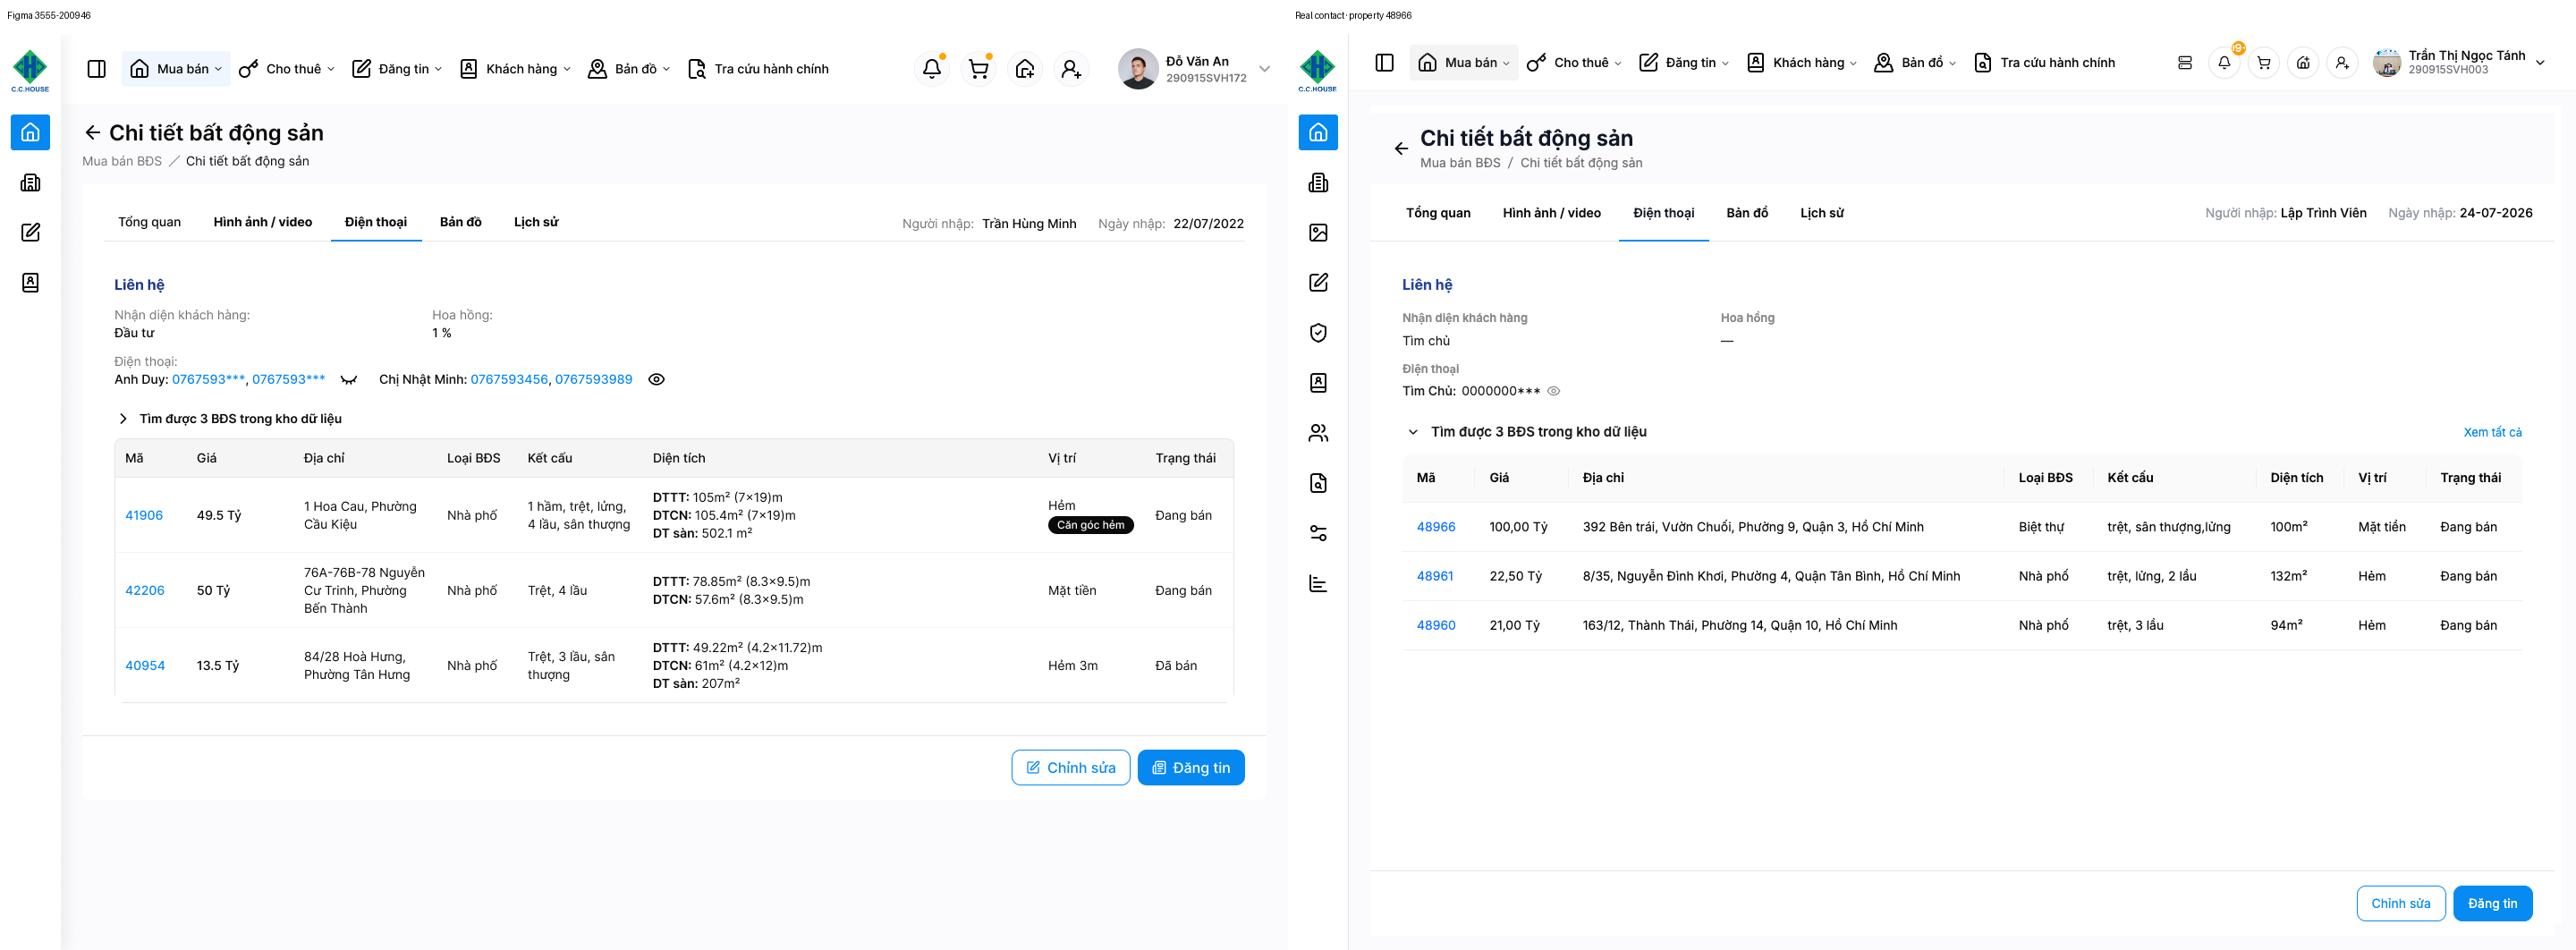 Figma 3555-200946
C.C.HOUSE
Mua bán
Cho thuê
Đăng tin
Khách hàng
Bản đồ
Tra cứu hành chính
Đỗ Văn An
290915SVH172
Chi tiết bất động sản
Mua bán BĐS / Chi tiết bất động sản
Tổng quan
Hình ảnh / video
Điện thoại
Bản đồ
Lịch sử
Người nhập: Trần Hùng Minh
Ngày nhập: 22/07/2022
Liên hệ
Nhận diện khách hàng:
Đầu tư
Hoa hồng:
1 %
Điện thoại:
Anh Duy: 0767593***, 0767593***
Chị Nhật Minh: 0767593456, 0767593989
Tìm được 3 BĐS trong kho dữ liệu
Mã Giá Địa chỉ Loại BĐS Kết cấu Diện tích Vị trí Trạng thái
41906
49.5 Tỷ
1 Hoa Cau, Phường
Cầu Kiệu
Nhà phố
1 hầm, trệt, lửng,
4 lầu, sân thượng
DTTT: 105m² (7x19)m
DTCN: 105.4m² (7x19)m
DT sàn: 502.1 m²
Hẻm
Căn góc hẻm
Đang bán
42206
50 Tỷ
76A-76B-78 Nguyễn
Cư Trinh, Phường
Bến Thành
Nhà phố
Trệt, 4 lầu
DTTT: 78.85m² (8.3x9.5)m
DTCN: 57.6m² (8.3x9.5)m
Mặt tiền
Đang bán
40954
13.5 Tỷ
84/28 Hoà Hưng,
Phường Tân Hưng
Nhà phố
Trệt, 3 lầu, sân
thượng
DTTT: 49.22m² (4.2x11.72)m
DTCN: 61m² (4.2x12)m
DT sàn: 207m²
Hẻm 3m
Đã bán
Chỉnh sửa
Đăng tin
Real contact · property 48966
C.C.HOUSE
Mua bán
Cho thuê
Đăng tin
Khách hàng
Bản đồ
Tra cứu hành chính
Trần Thị Ngọc Tánh
290915SVH003
Chi tiết bất động sản
Mua bán BĐS / Chi tiết bất động sản
Tổng quan
Hình ảnh / video
Điện thoại
Bản đồ
Lịch sử
Người nhập: Lập Trình Viên
Ngày nhập: 24-07-2026
Liên hệ
Nhận diện khách hàng
Tìm chủ
Hoa hồng
—
Điện thoại
Tìm Chủ: 0000000***
Tìm được 3 BĐS trong kho dữ liệu
Xem tất cả
Mã Giá Địa chỉ Loại BĐS Kết cấu Diện tích Vị trí Trạng thái
48966 100,00 Tỷ 392 Bên trái, Vườn Chuối, Phường 9, Quận 3, Hồ Chí Minh Biệt thự trệt, sân thượng,lửng 100m² Mặt tiền Đang bán
48961 22,50 Tỷ 8/35, Nguyễn Đình Khơi, Phường 4, Quận Tân Bình, Hồ Chí Minh Nhà phố trệt, lửng, 2 lầu 132m² Hẻm Đang bán
48960 21,00 Tỷ 163/12, Thành Thái, Phường 14, Quận 10, Hồ Chí Minh Nhà phố trệt, 3 lầu 94m² Hẻm Đang bán
Chỉnh sửa
Đăng tin